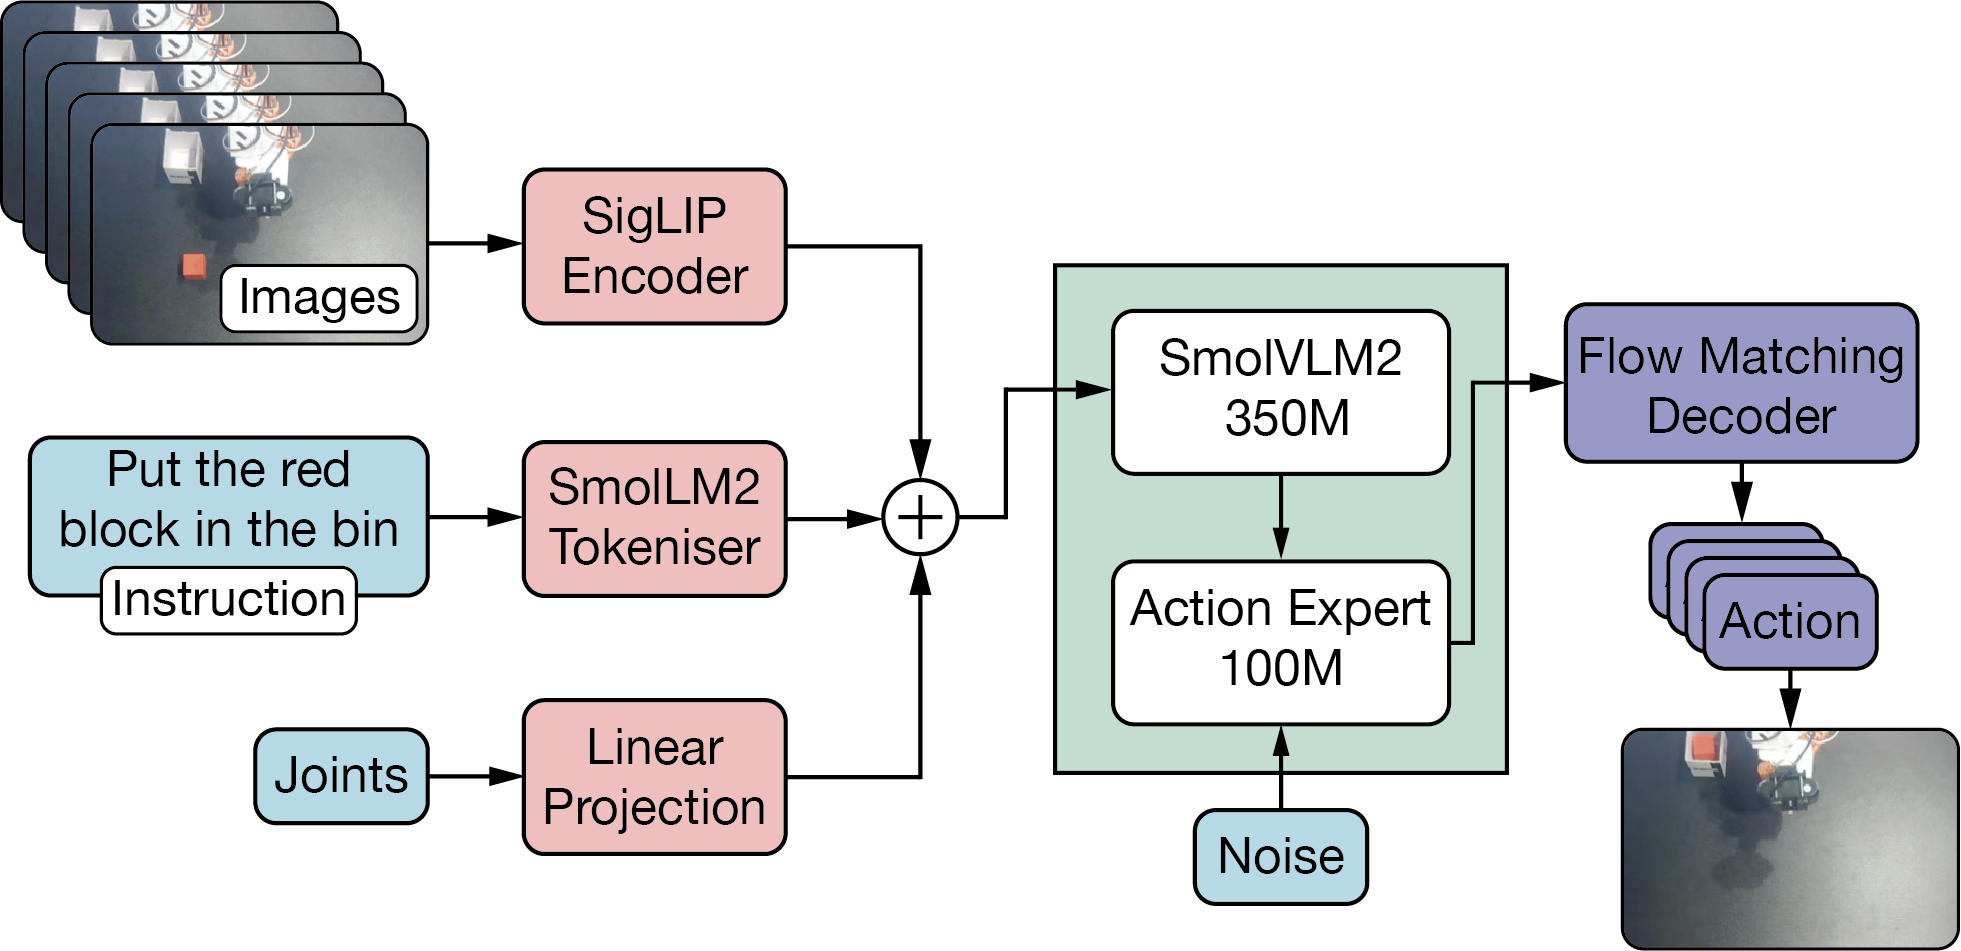 Images
SigLIP
Encoder
Put the red
block in the bin
Instruction
SmolLM2
Tokeniser
Joints
Linear
Projection
SmolVLM2
350M
Action Expert
100M
Noise
Flow Matching
Decoder
Action